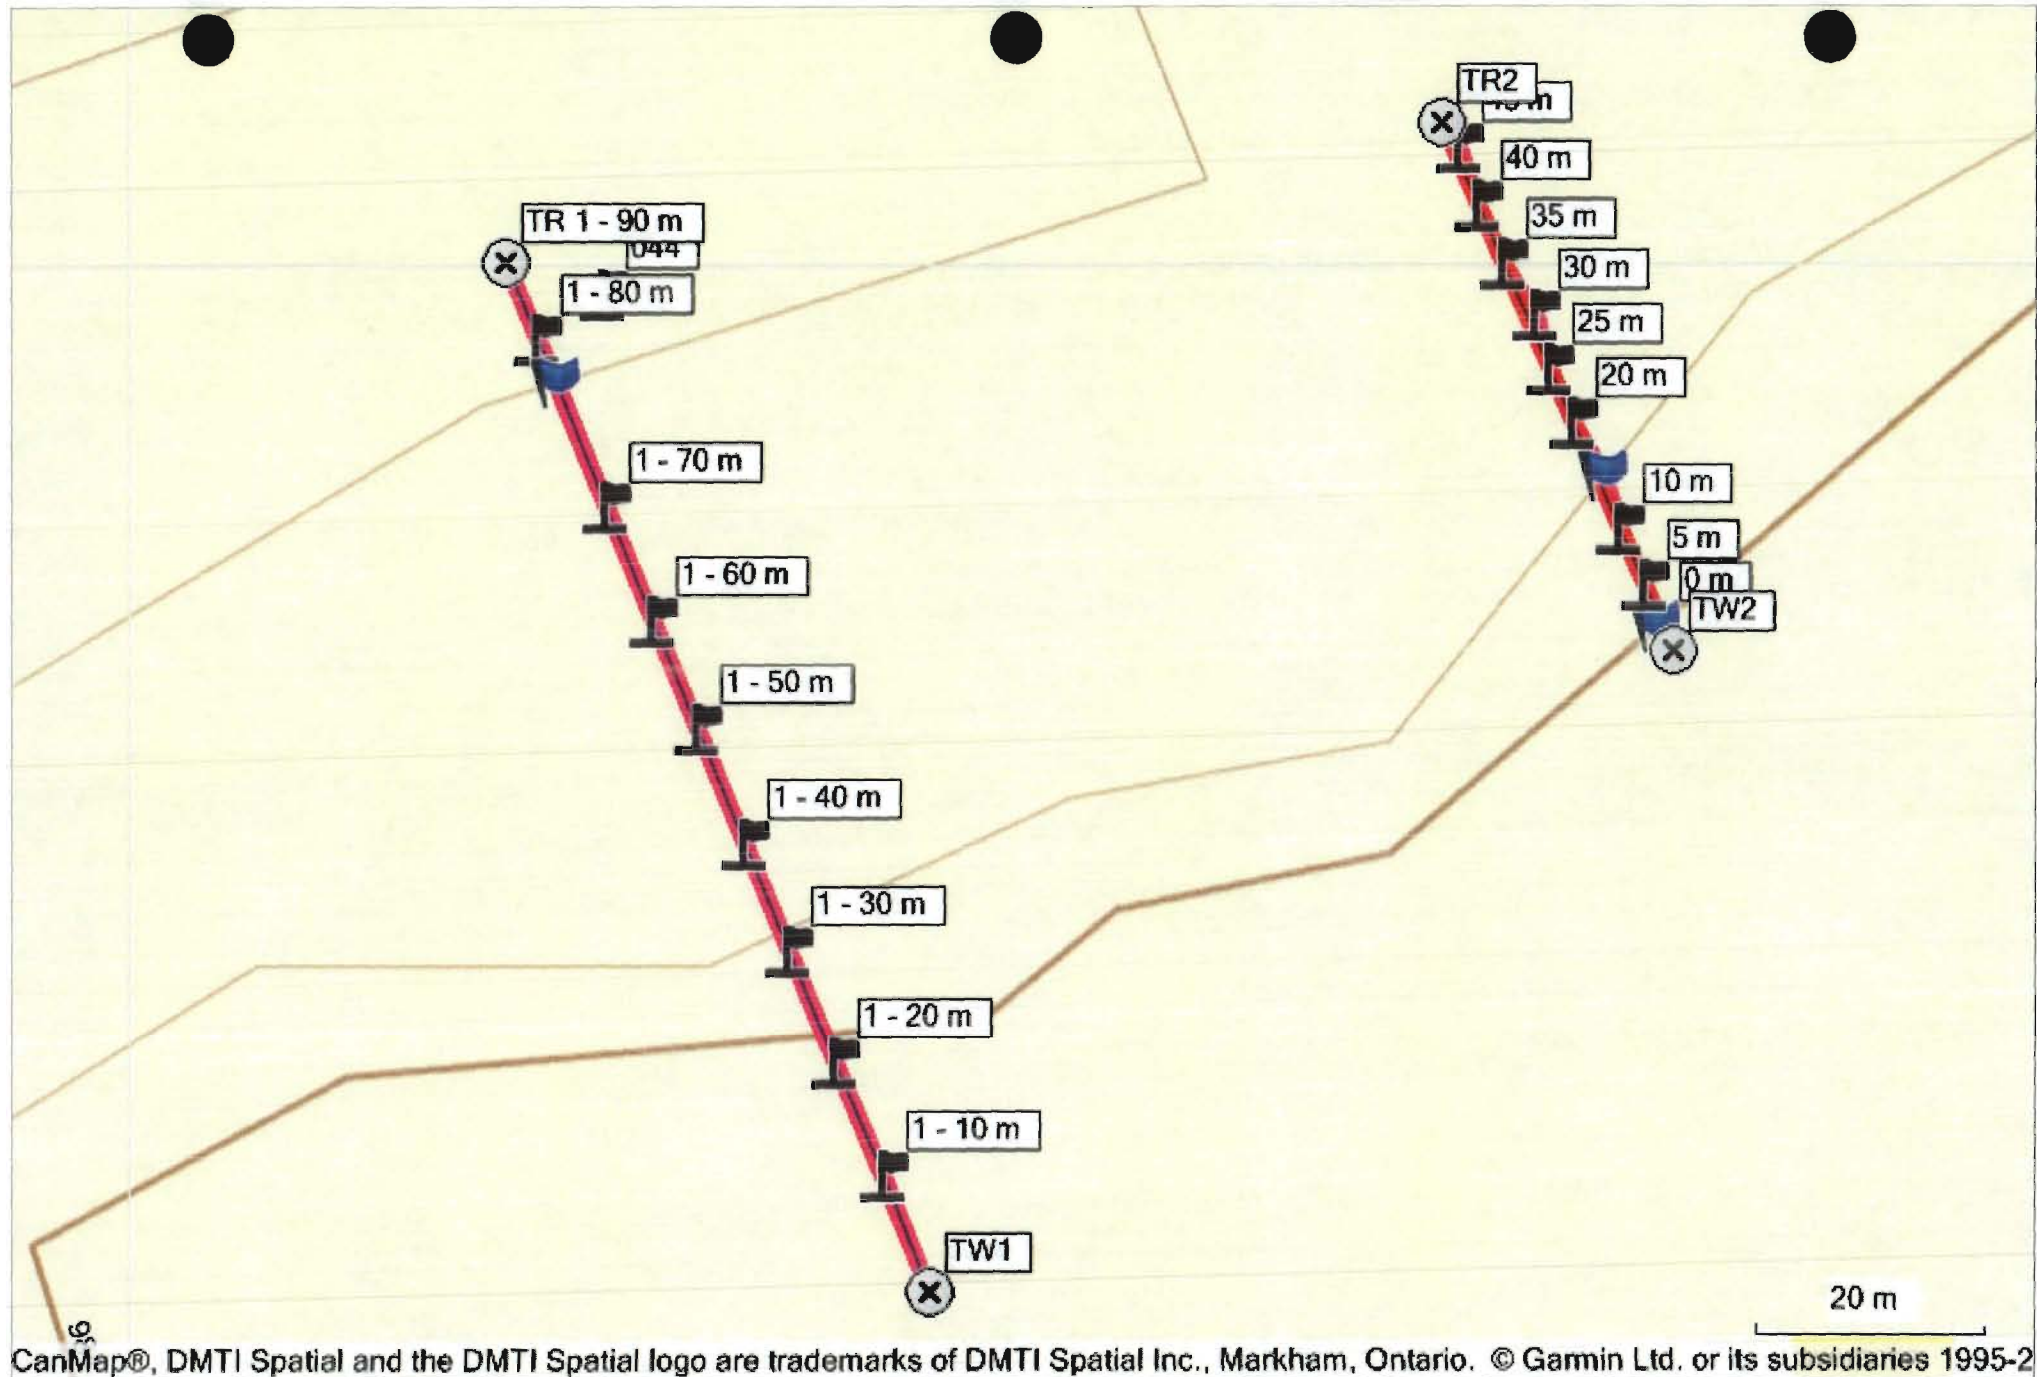 TR2
40 m
TR 1 - 90 m
35 m
044
30 m
1 - 80 m
25 m
20 m
1 - 70 m
10 m
5 m
1 - 60 m
0 m
TW2
1 - 50 m
1 - 40 m
1 - 30 m
1 - 20 m
1 - 10 m
TW1
20 m
CanMap®, DMTI Spatial and the DMTI Spatial logo are trademarks of DMTI Spatial Inc., Markham, Ontario. © Garmin Ltd. or its subsidiaries 1995-2